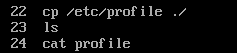 22  cp /etc/profile ./
23  ls
24  cat profile